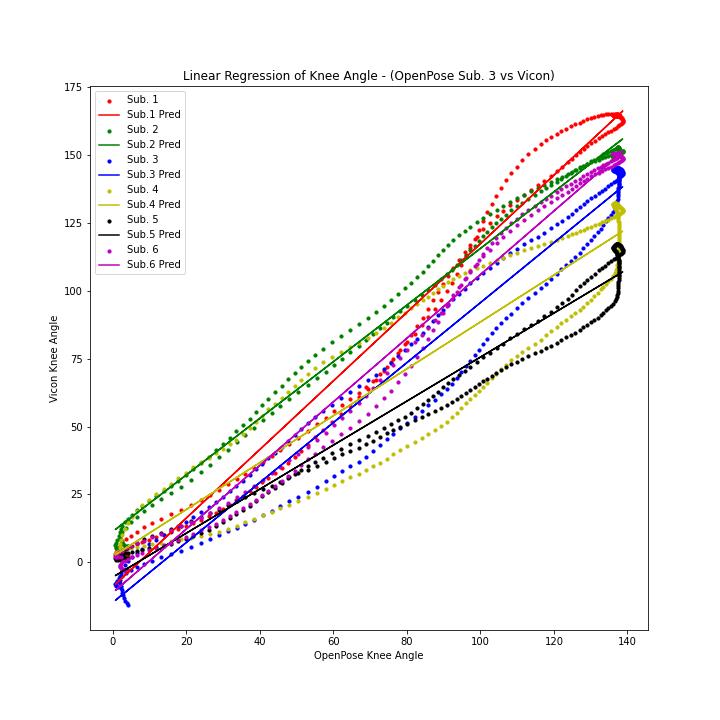 Linear Regression of Knee Angle - (OpenPose Sub. 3 vs Vicon)
Sub. 1
Sub.1 Pred
Sub. 2
Sub.2 Pred
Sub. 3
Sub.3 Pred
Sub. 4
Sub.4 Pred
Sub. 5
Sub.5 Pred
Sub. 6
Sub.6 Pred
Vicon Knee Angle
175
150
125
100
75
50
25
0
0 20 40 60 80 100 120 140
OpenPose Knee Angle